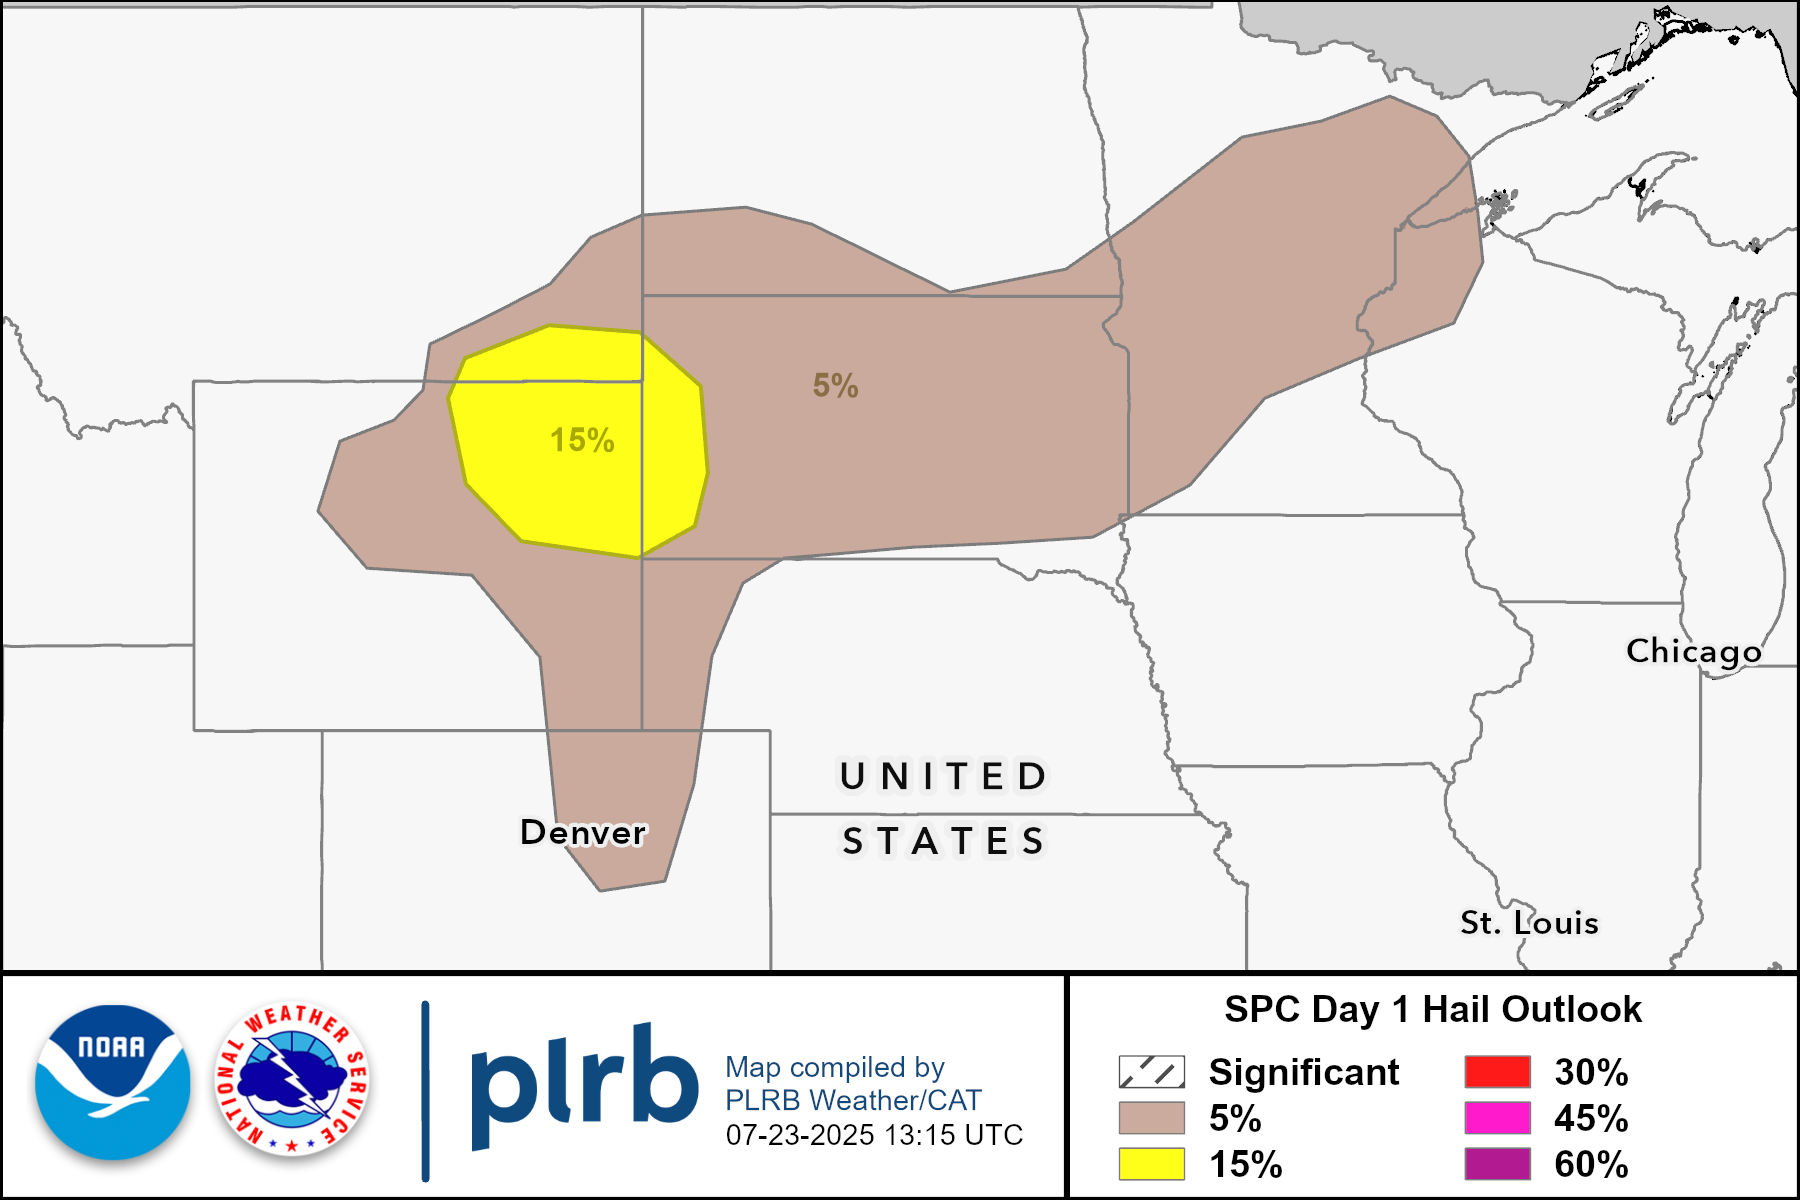 5%
15%
Chicago
UNITED
STATES
Denver
St. Louis
NOAA
NATIONAL WEATHER SERVICE
plrb
Map compiled by
PLRB Weather/CAT
07-23-2025 13:15 UTC
SPC Day 1 Hail Outlook
Significant
5%
15%
30%
45%
60%